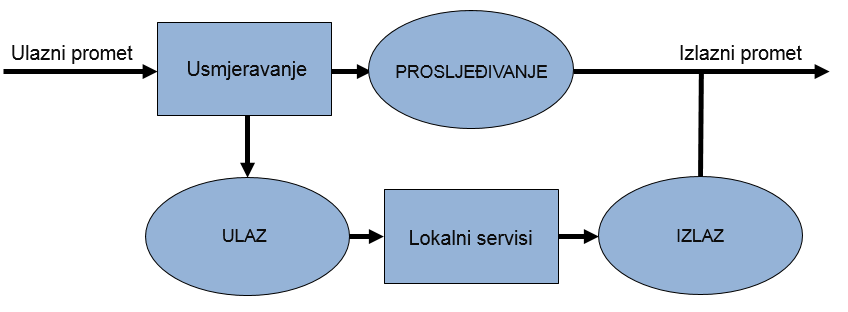 Ulazni promet
Usmjeravanje
PROSLJEĐIVANJE
Izlazni promet
ULAZ
Lokalni servisi
IZLAZ